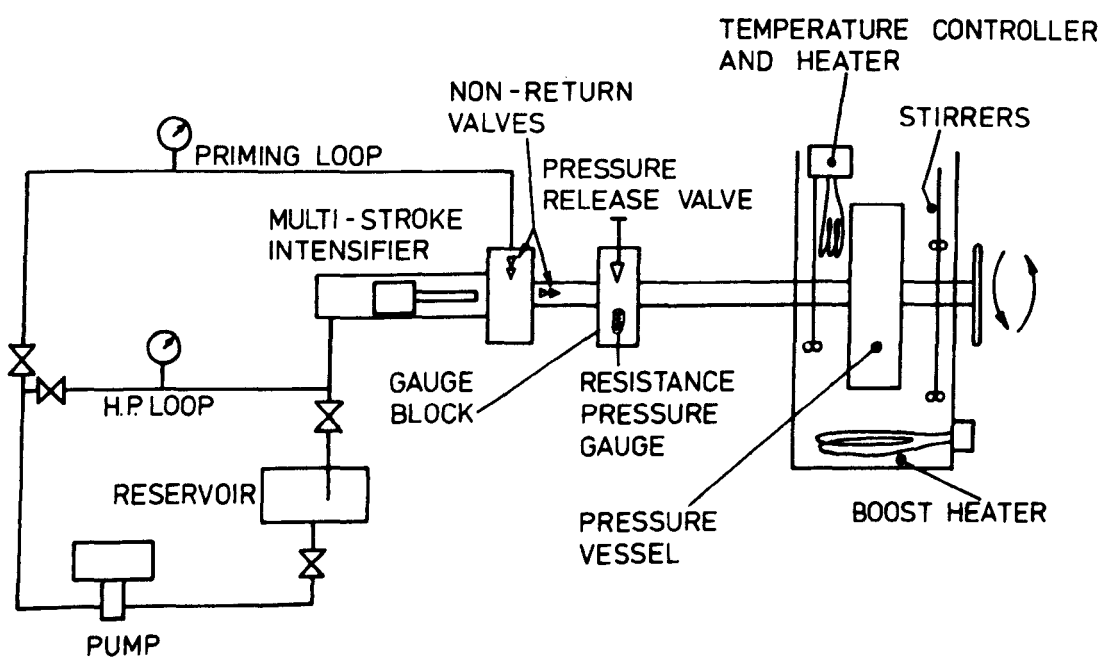 TEMPERATURE CONTROLLER
AND HEATER
NON-RETURN
VALVES
STIRRERS
PRIMING LOOP
PRESSURE
RELEASE VALVE
MULTI-STROKE
INTENSIFIER
GAUGE
BLOCK
RESISTANCE
PRESSURE
GAUGE
H.P. LOOP
RESERVOIR
PRESSURE
VESSEL
BOOST HEATER
PUMP